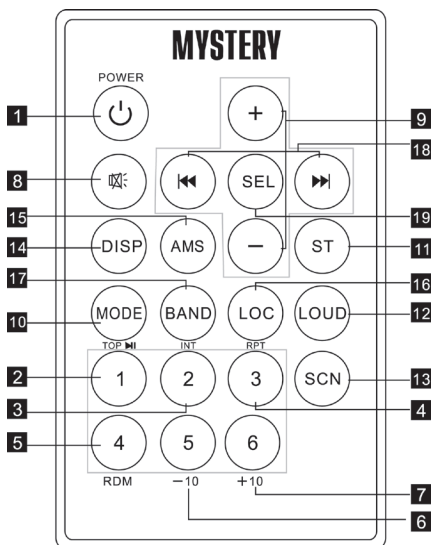 MYSTERY
POWER
1
+
9
18
8
SEL
15
19
14
DISP
AMS
−
ST
11
17
16
10
MODE
BAND
LOC
LOUD
12
TOP
INT
RPT
2
1
2
3
SCN
13
3
4
5
4
5
6
RDM
−10
+10
7
6